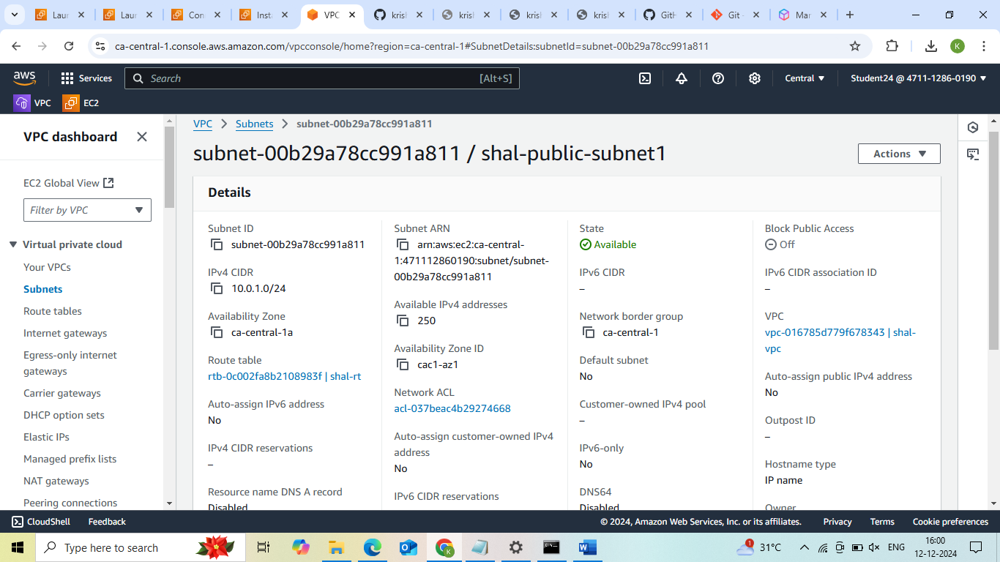 Laun
Laun
Con
Insta
VPC
krish
krish
krish
krish
GitH
Git -
Mar
ca-central-1.console.aws.amazon.com/vpcconsole/home?region=ca-central-1#SubnetDetails:subnetId=subnet-00b29a78cc991a811
K
aws
Services
Search
[Alt+S]
Central
Student24 @ 4711-1286-0190
VPC
EC2
VPC dashboard
EC2 Global View
Filter by VPC
Virtual private cloud
Your VPCs
Subnets
Route tables
Internet gateways
Egress-only internet
gateways
Carrier gateways
DHCP option sets
Elastic IPs
Managed prefix lists
NAT gateways
Peering connections
VPC > Subnets > subnet-00b29a78cc991a811
subnet-00b29a78cc991a811 / shal-public-subnet1
Actions
Details
Subnet ID
subnet-00b29a78cc991a811
IPv4 CIDR
10.0.1.0/24
Availability Zone
ca-central-1a
Route table
rtb-0c002fa8b2108983f | shal-rt
Auto-assign IPv6 address
No
IPv4 CIDR reservations
–
Resource name DNS A record
Disabled
Subnet ARN
arn:aws:ec2:ca-central-
1:471112860190:subnet/subnet-
00b29a78cc991a811
Available IPv4 addresses
250
Availability Zone ID
cac1-az1
Network ACL
acl-037beac4b29274668
Auto-assign customer-owned IPv4
address
No
IPv6 CIDR reservations
State
Available
IPv6 CIDR
–
Network border group
ca-central-1
Default subnet
No
Customer-owned IPv4 pool
–
IPv6-only
No
DNS64
Disabled
Block Public Access
Off
IPv6 CIDR association ID
–
VPC
vpc-016785d779f678343 | shal-
vpc
Auto-assign public IPv4 address
No
Outpost ID
–
Hostname type
IP name
Owner
CloudShell
Feedback
© 2024, Amazon Web Services, Inc. or its affiliates.
Privacy
Terms
Cookie preferences
Type here to search
1
31°C
ENG
16:00
12-12-2024